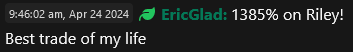 9:46:02 am, Apr 24 2024 EricGlad: 1385% on Riley!
Best trade of my life